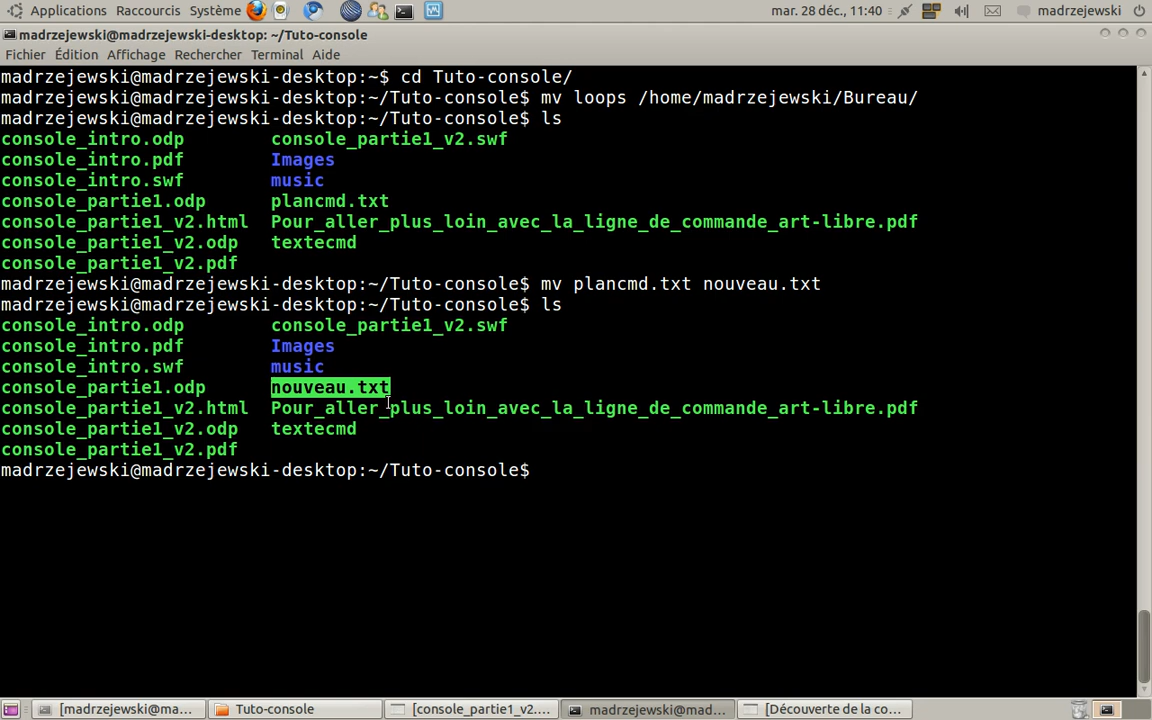 Applications Raccourcis Système mar. 28 déc., 11:40 madrzejewski
madrzejewski@madrzejewski-desktop: ~/Tuto-console
Fichier Édition Affichage Rechercher Terminal Aide
madrzejewski@madrzejewski-desktop:~$ cd Tuto-console/
madrzejewski@madrzejewski-desktop:~/Tuto-console$ mv loops /home/madrzejewski/Bureau/
madrzejewski@madrzejewski-desktop:~/Tuto-console$ ls
console_intro.odp console_partie1_v2.swf
console_intro.pdf Images
console_intro.swf music
console_partie1.odp plancmd.txt
console_partie1_v2.html Pour_aller_plus_loin_avec_la_ligne_de_commande_art-libre.pdf
console_partie1_v2.odp textecmd
console_partie1_v2.pdf
madrzejewski@madrzejewski-desktop:~/Tuto-console$ mv plancmd.txt nouveau.txt
madrzejewski@madrzejewski-desktop:~/Tuto-console$ ls
console_intro.odp console_partie1_v2.swf
console_intro.pdf Images
console_intro.swf music
console_partie1.odp nouveau.txt
console_partie1_v2.html Pour_aller_plus_loin_avec_la_ligne_de_commande_art-libre.pdf
console_partie1_v2.odp textecmd
console_partie1_v2.pdf
madrzejewski@madrzejewski-desktop:~/Tuto-console$
[madrzejewski@ma... Tuto-console [console_partie1_v2.... madrzejewski@mad... [Découverte de la co...